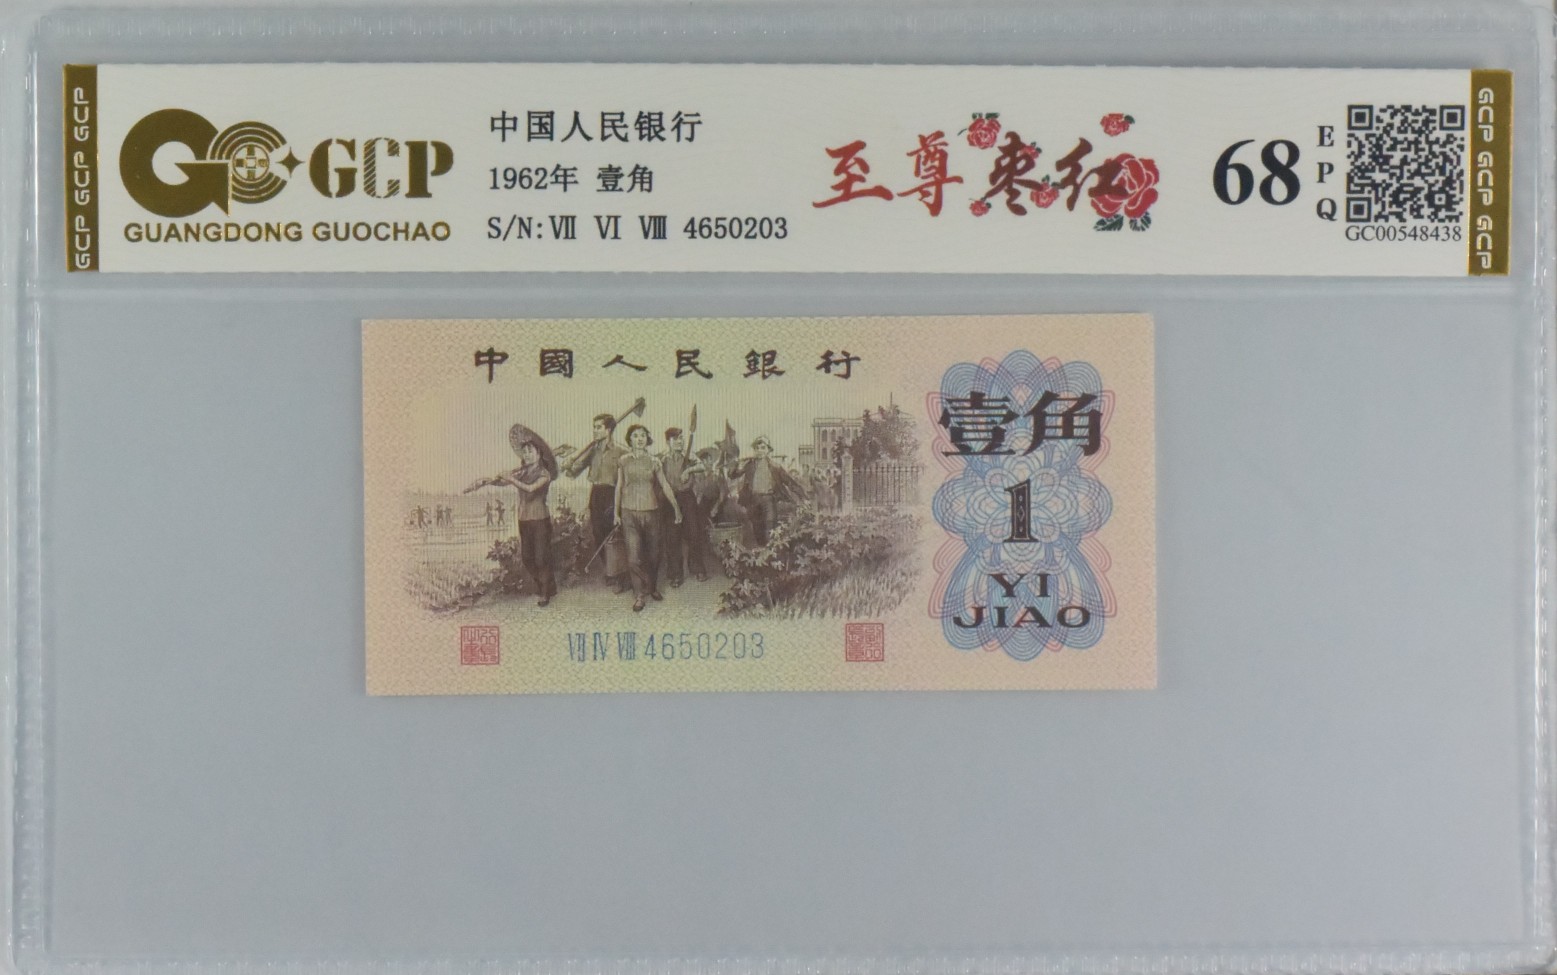 GCP GCP GCP
GCP
GUANGDONG GUOCHAO
中国人民银行
1962年 壹角
S/N: Ⅶ Ⅵ Ⅷ 4650203
至尊枣红
68
EPQ
GC00548438
GCP GCP GCP
中國人民銀行
壹角
1
YI
JIAO
Ⅶ Ⅳ Ⅷ 4650203